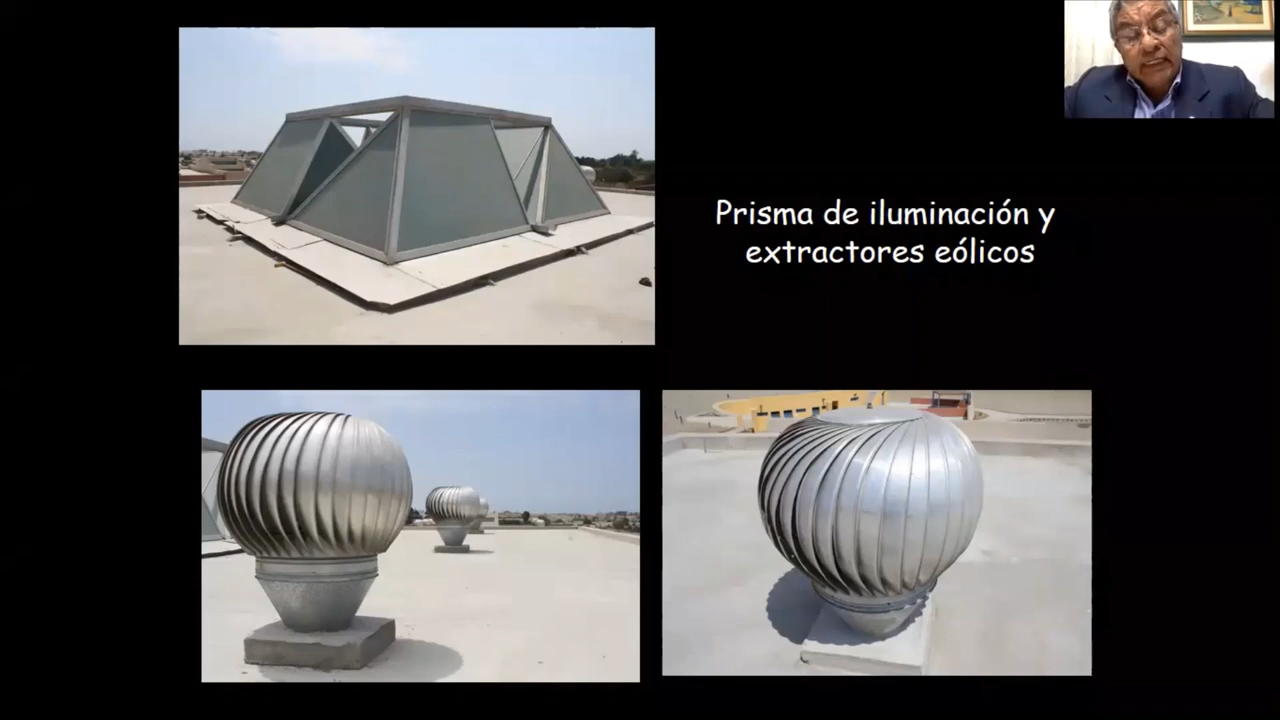 Prisma de iluminación y
extractores eólicos